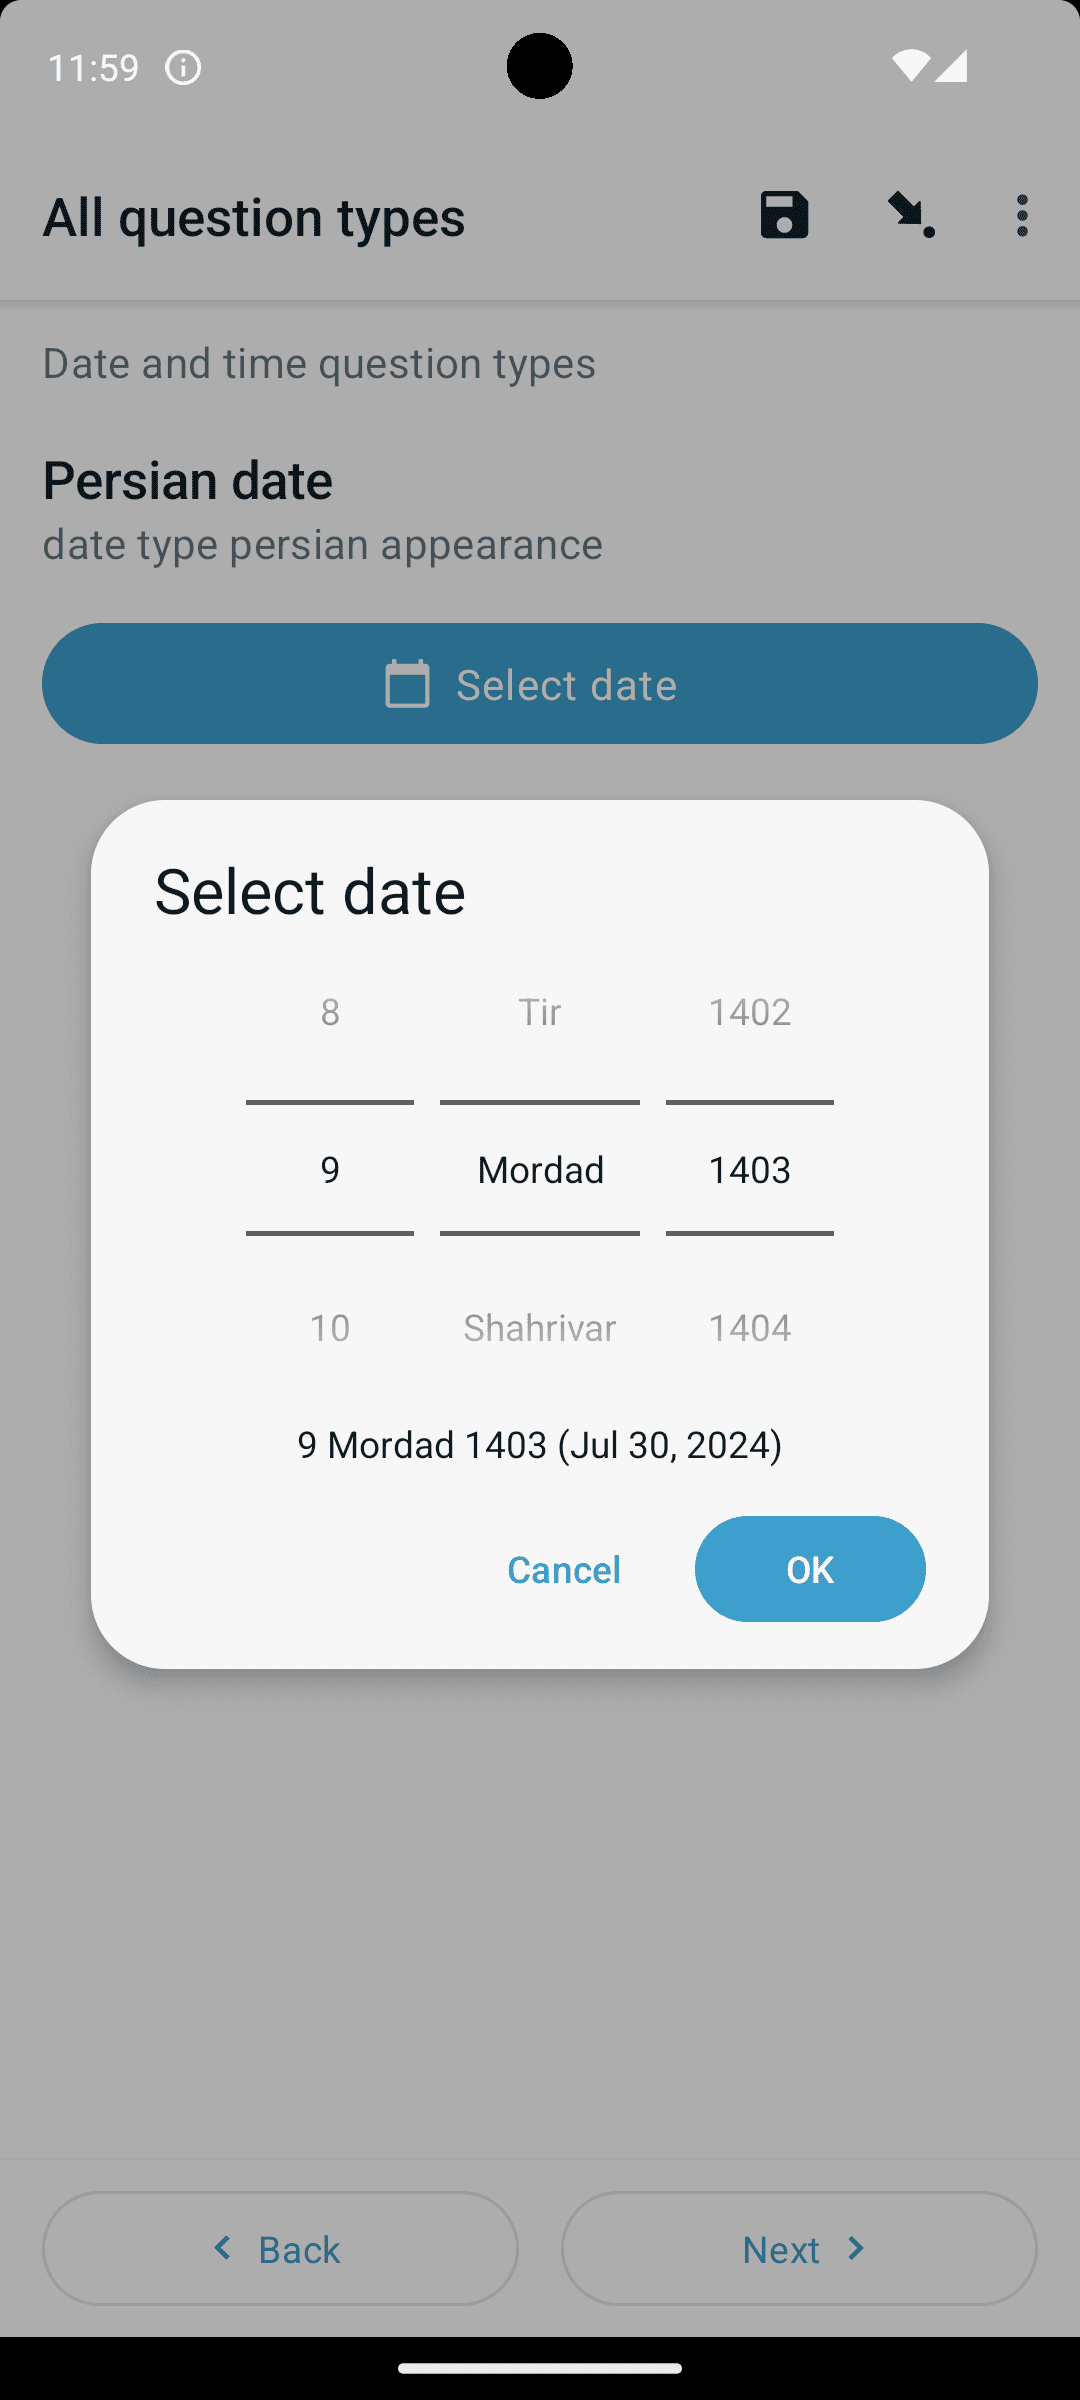 11:59
All question types
Date and time question types
Persian date
date type persian appearance
Select date
Select date
8 Tir 1402
9 Mordad 1403
10 Shahrivar 1404
9 Mordad 1403 (Jul 30, 2024)
Cancel OK
Back Next